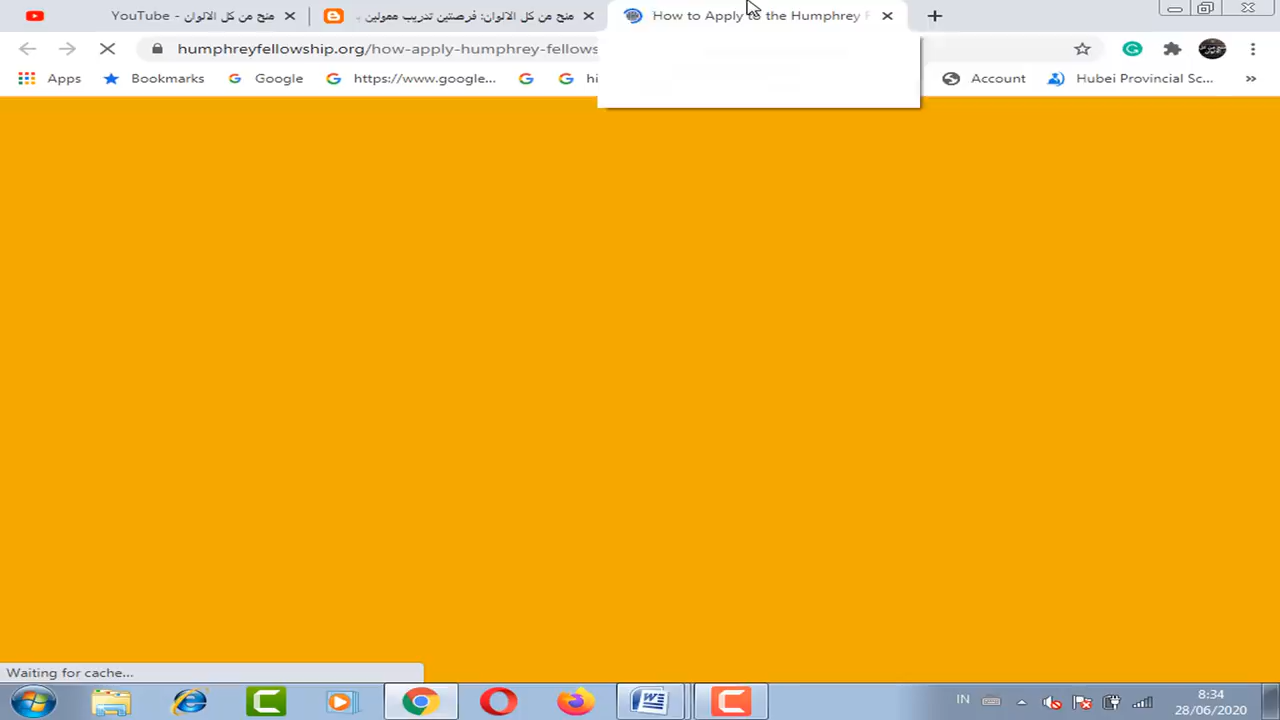 منح من كل الالوان - YouTube
منح من كل الالوان: فرصتين تدريب ممولين
How to Apply to the Humphrey F
humphreyfellowship.org/how-apply-humphrey-fellows
Apps Bookmarks Google https://www.google... hi Account Hubei Provincial Sc... »
Waiting for cache...
IN 8:34
28/06/2020